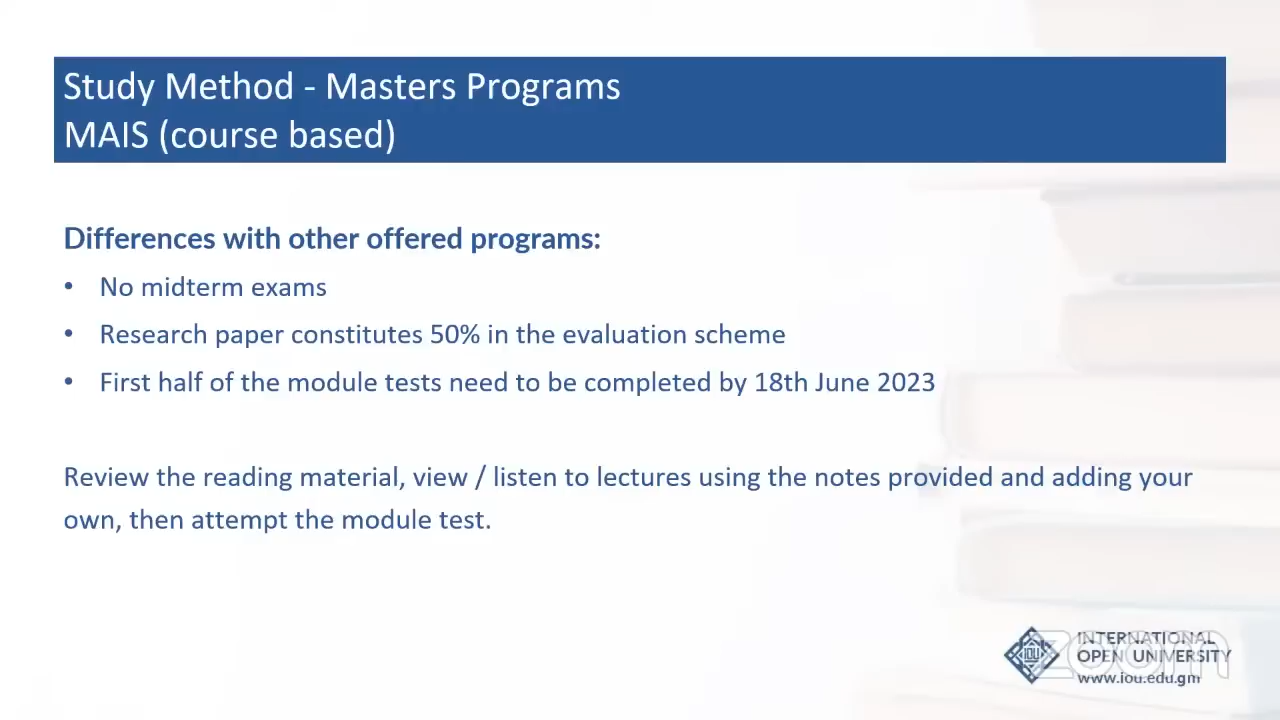 Study Method - Masters Programs
MAIS (course based)
Differences with other offered programs:
• No midterm exams
• Research paper constitutes 50% in the evaluation scheme
• First half of the module tests need to be completed by 18th June 2023
Review the reading material, view / listen to lectures using the notes provided and adding your
own, then attempt the module test.
IOU
INTERNATIONAL
OPEN UNIVERSITY
www.iou.edu.gm
zoom